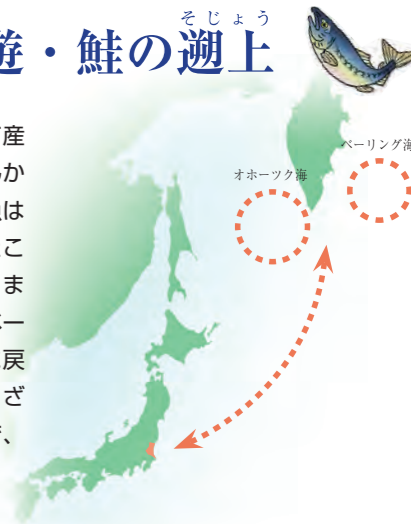 そじょう
遊・鮭の遡上
ベーリング海
オホーツク海
産
か
は
こ
ま
ー
戻
ざ
、